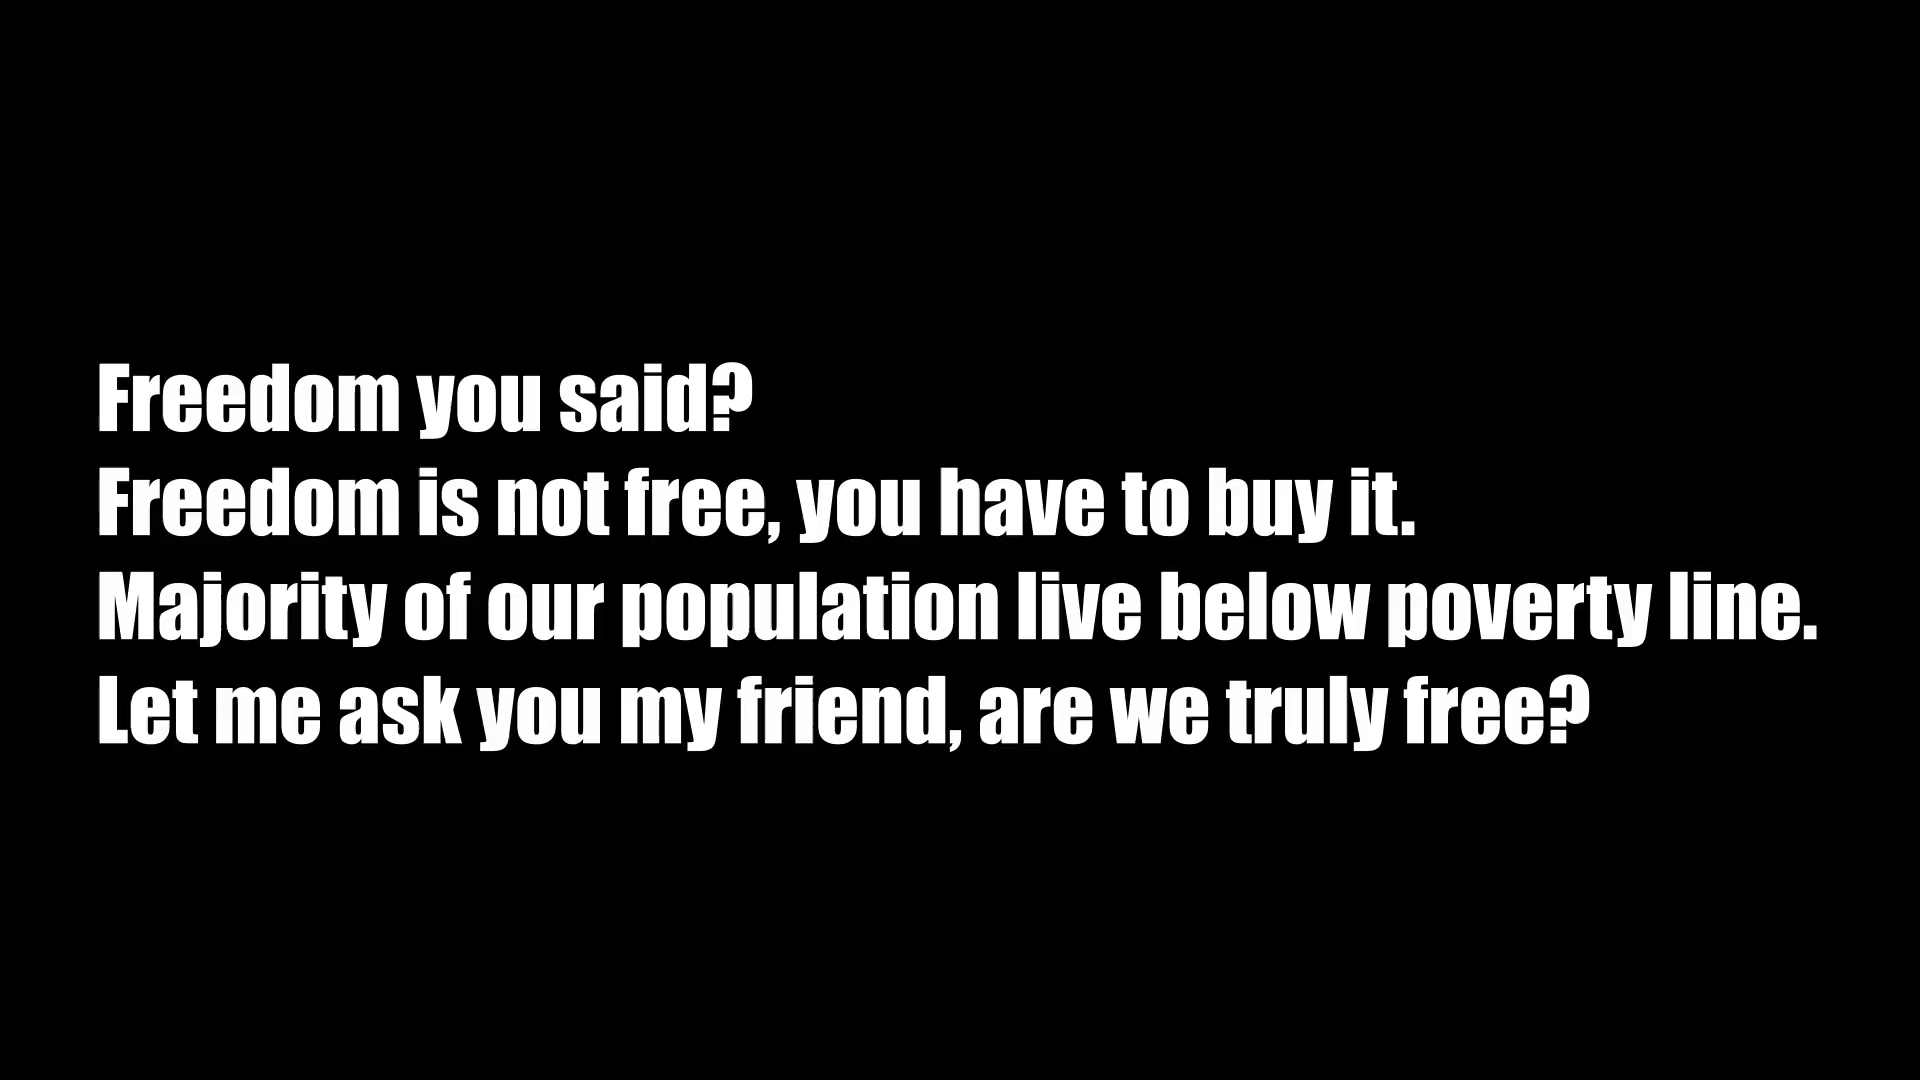 Freedom you said?
Freedom is not free, you have to buy it.
Majority of our population live below poverty line.
Let me ask you my friend, are we truly free?